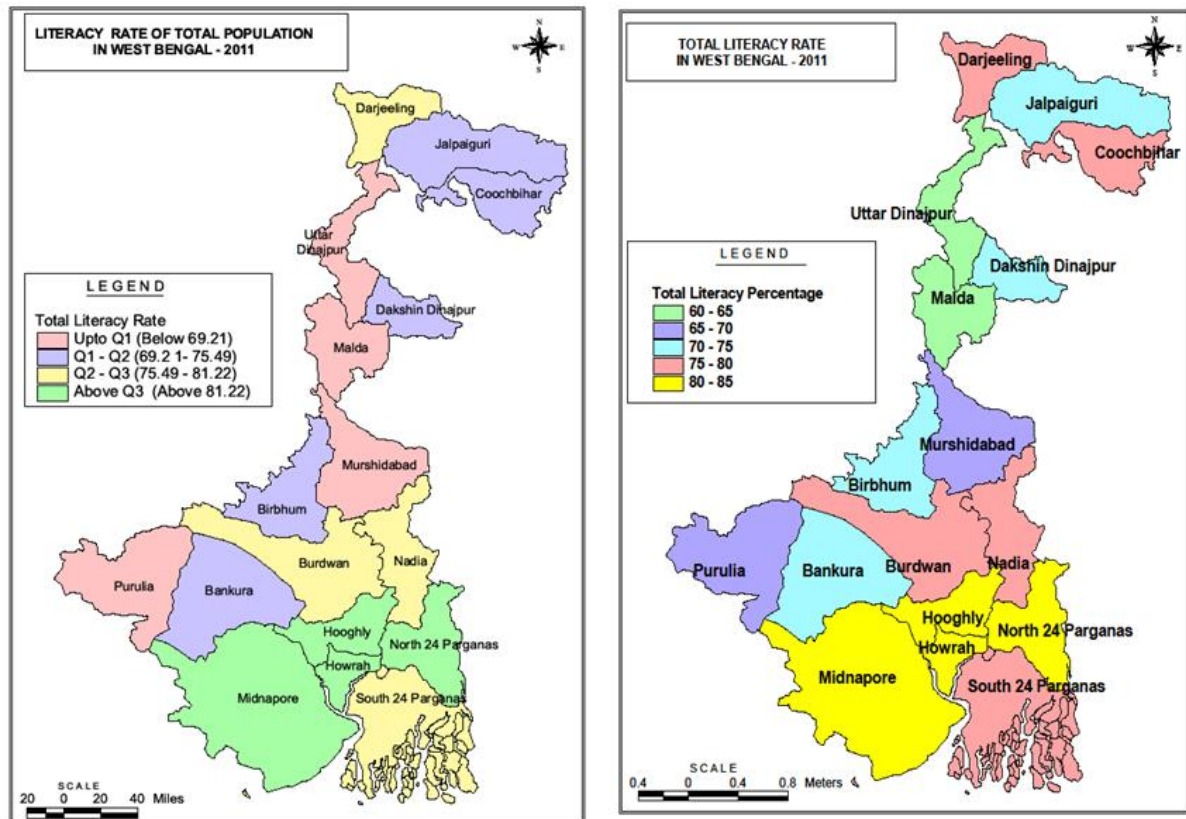 LITERACY RATE OF TOTAL POPULATION
IN WEST BENGAL - 2011
N
W E
S
Darjeeling
Jalpaiguri
Coochbihar
Uttar
Dinajpur
Dakshin Dinajpur
Malda
LEGEND
Total Literacy Rate
Upto Q1 (Below 69.21)
Q1 - Q2 (69.2 1- 75.49)
Q2 - Q3 (75.49 - 81.22)
Above Q3 (Above 81.22)
Murshidabad
Birbhum
Burdwan
Nadia
Purulia
Bankura
Hooghly
North 24 Parganas
Howrah
Midnapore
South 24 Parganas
SCALE
20 0 20 40 Miles
TOTAL LITERACY RATE
IN WEST BENGAL - 2011
N
W E
S
Darjeeling
Jalpaiguri
Coochbihar
Uttar Dinajpur
Dakshin Dinajpur
Malda
LEGEND
Total Literacy Percentage
60 - 65
65 - 70
70 - 75
75 - 80
80 - 85
Murshidabad
Birbhum
Purulia
Bankura
Burdwan
Nadia
Hooghly
North 24 Parganas
Howrah
Midnapore
South 24 Parganas
SCALE
0.4 0 0.4 0.8 Meters